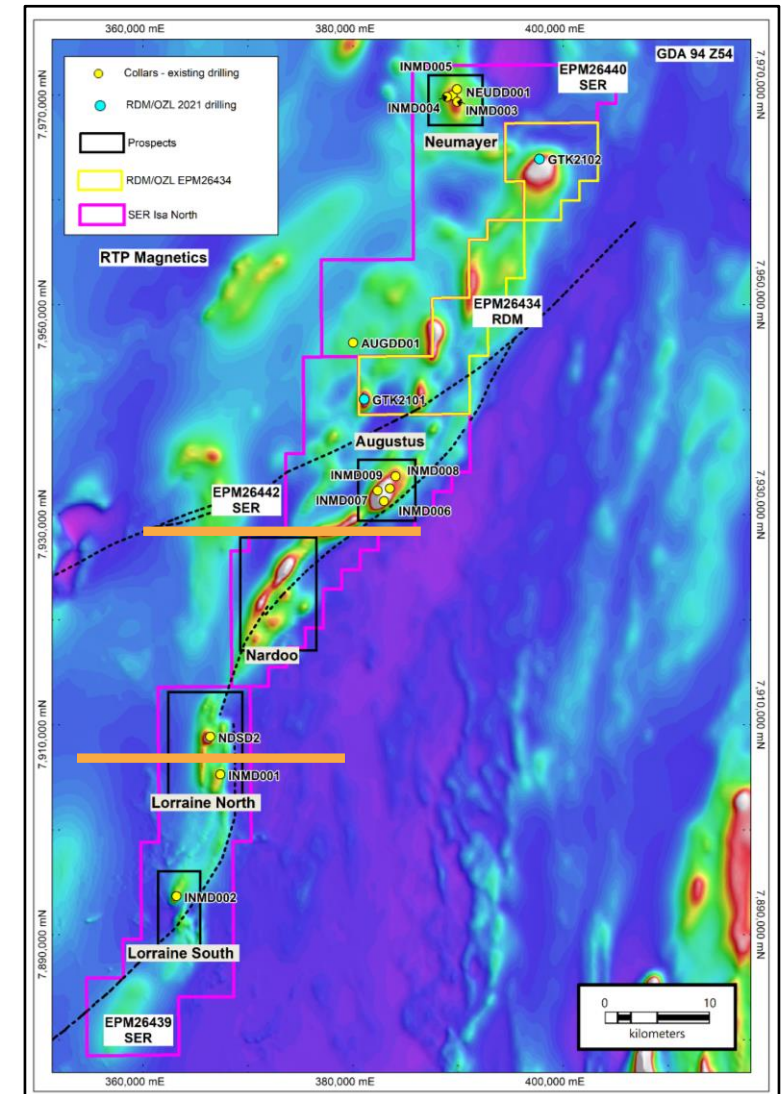 360,000 mE
380,000 mE
400,000 mE
GDA 94 Z54
Collars - existing drilling
RDM/OZL 2021 drilling
Prospects
RDM/OZL EPM26434
SER Isa North
RTP Magnetics
INMD005
EPM26440
SER
NEUDD001
INMD004
INMD003
Neumayer
GTK2102
7,970,000 mN
7,970,000 mN
EPM26434
RDM
7,950,000 mN
7,950,000 mN
AUGDD01
GTK2101
Augustus
INMD009
INMD008
INMD007
INMD006
EPM26442
SER
7,930,000 mN
7,930,000 mN
Nardoo
7,910,000 mN
7,910,000 mN
NDSD2
INMD001
Lorraine North
INMD002
7,890,000 mN
7,890,000 mN
Lorraine South
EPM26439
SER
0
10
kilometers
360,000 mE
380,000 mE
400,000 mE